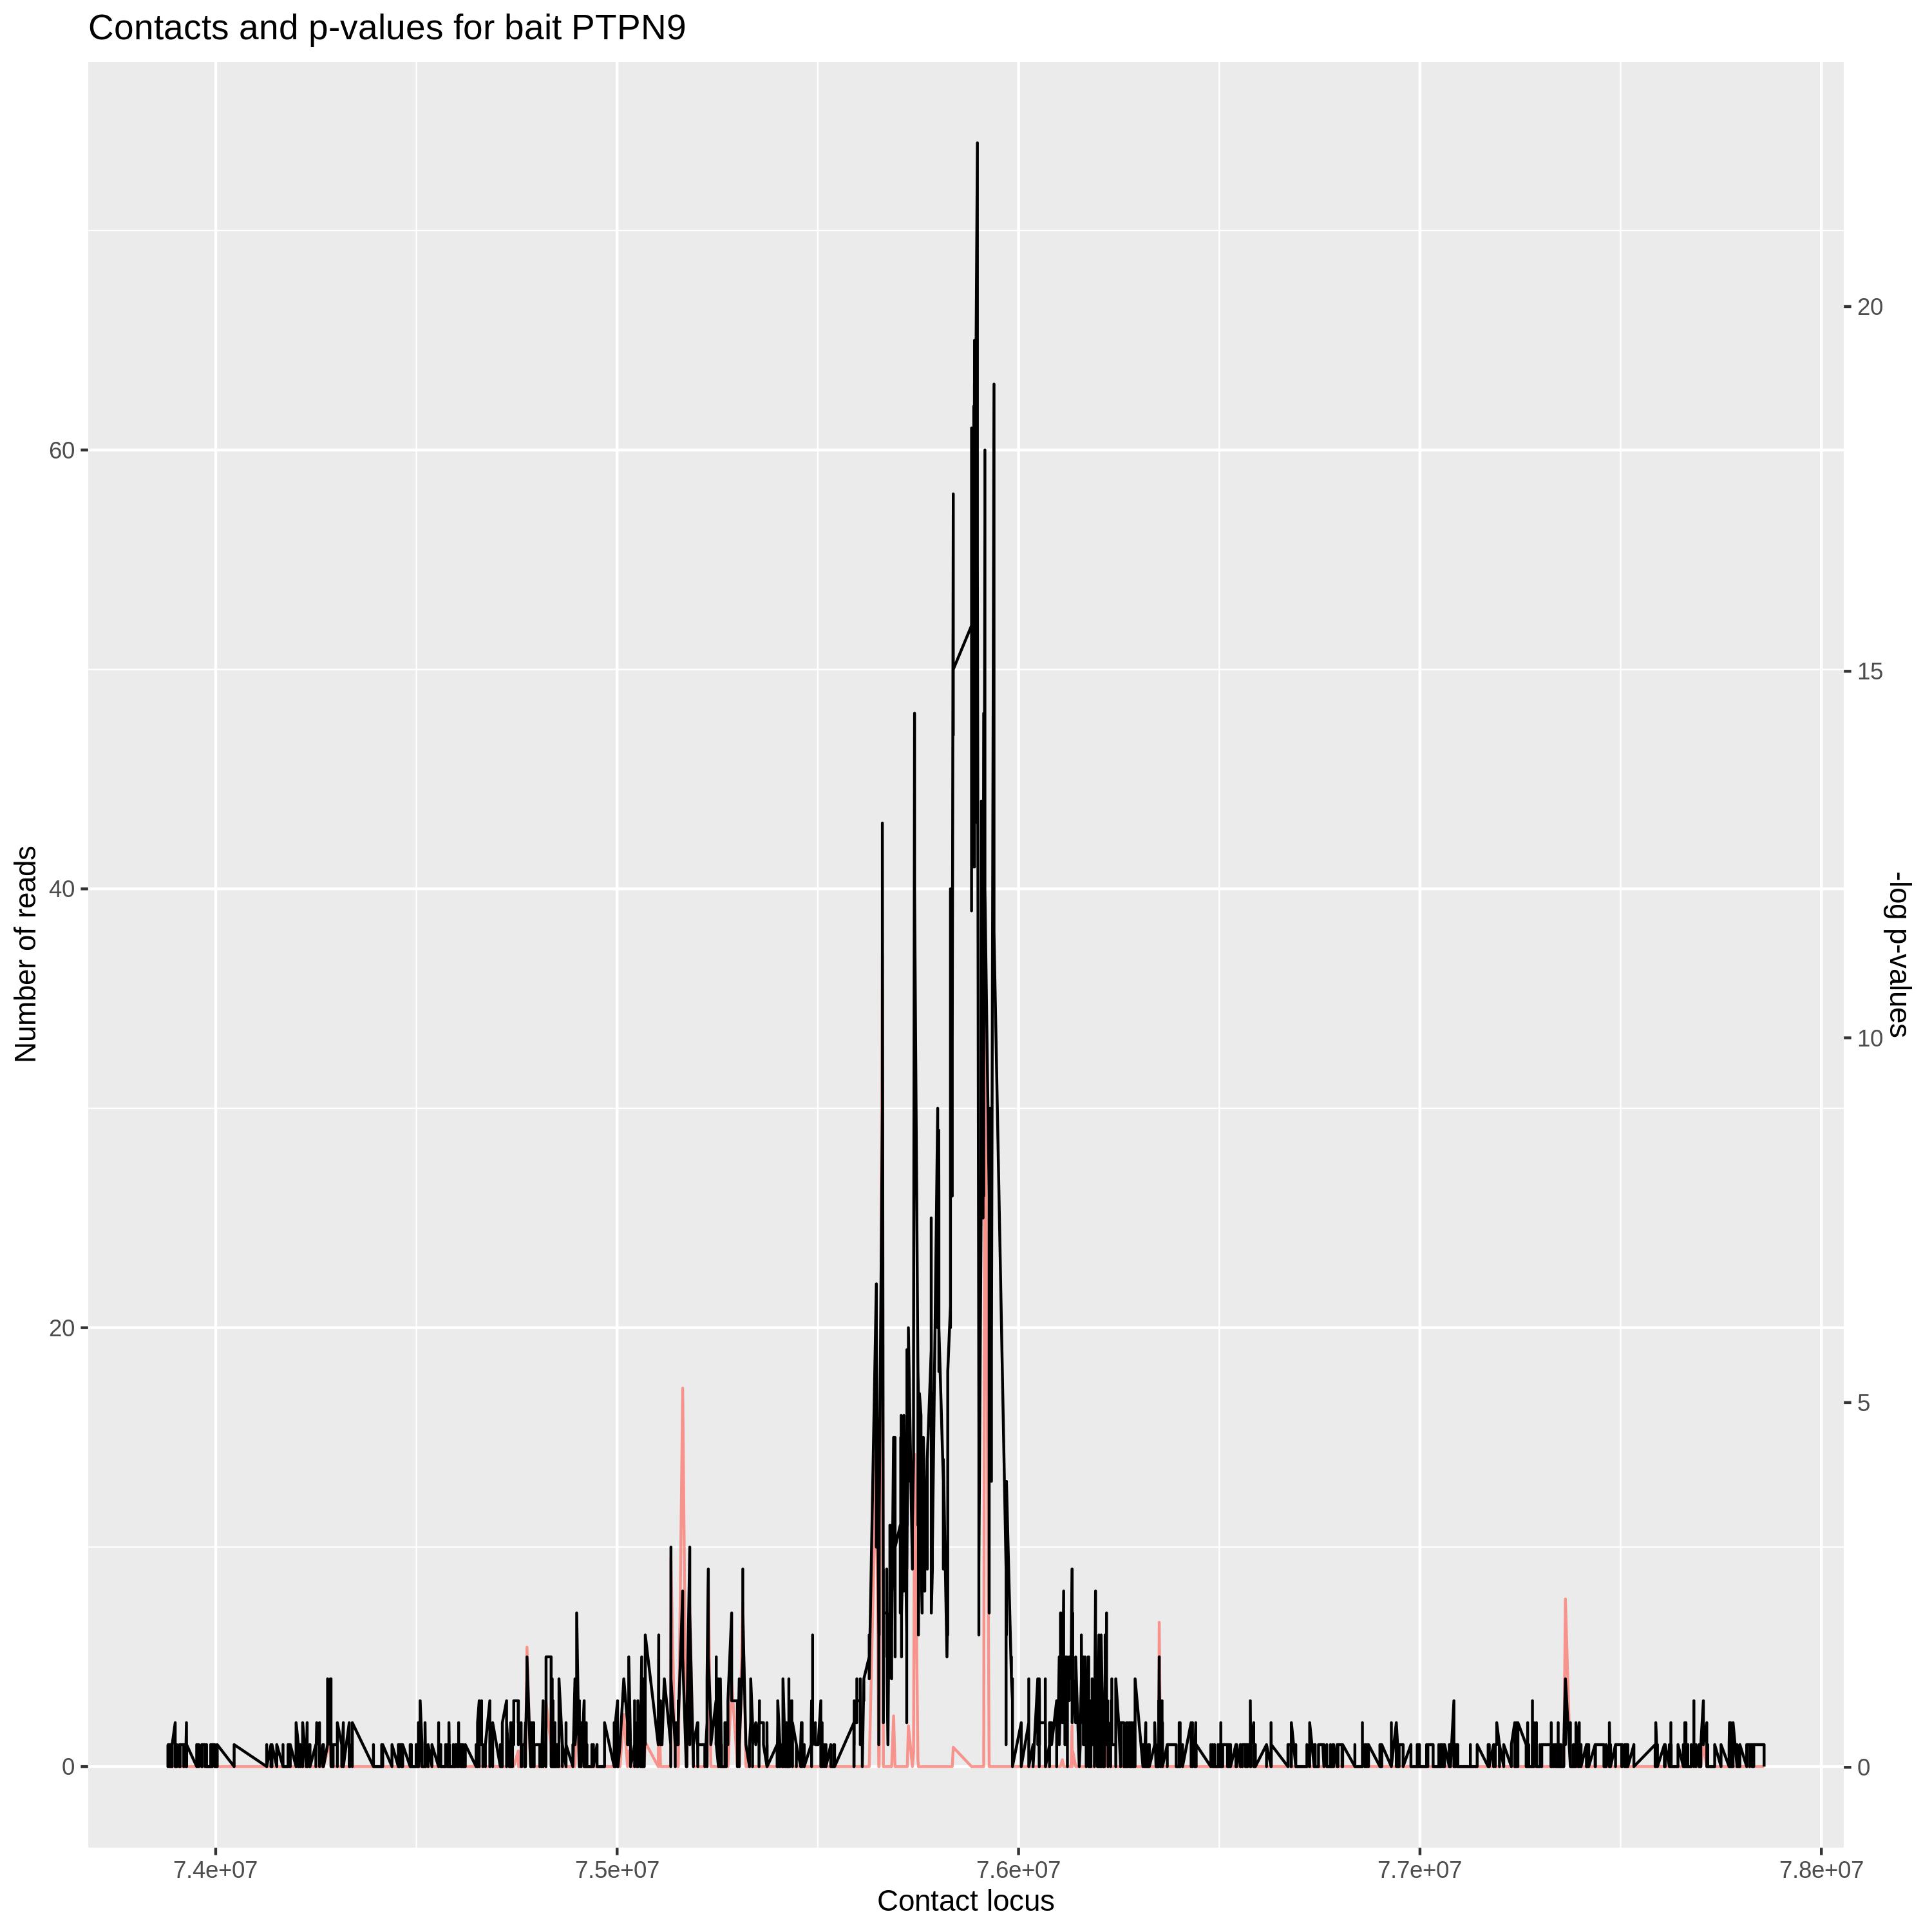 Contacts and p-values for bait PTPN9
Number of reads
60
40
20
0
20
15
10
5
0
-log p-values
7.4e+07
7.5e+07
7.6e+07
7.7e+07
7.8e+07
Contact locus